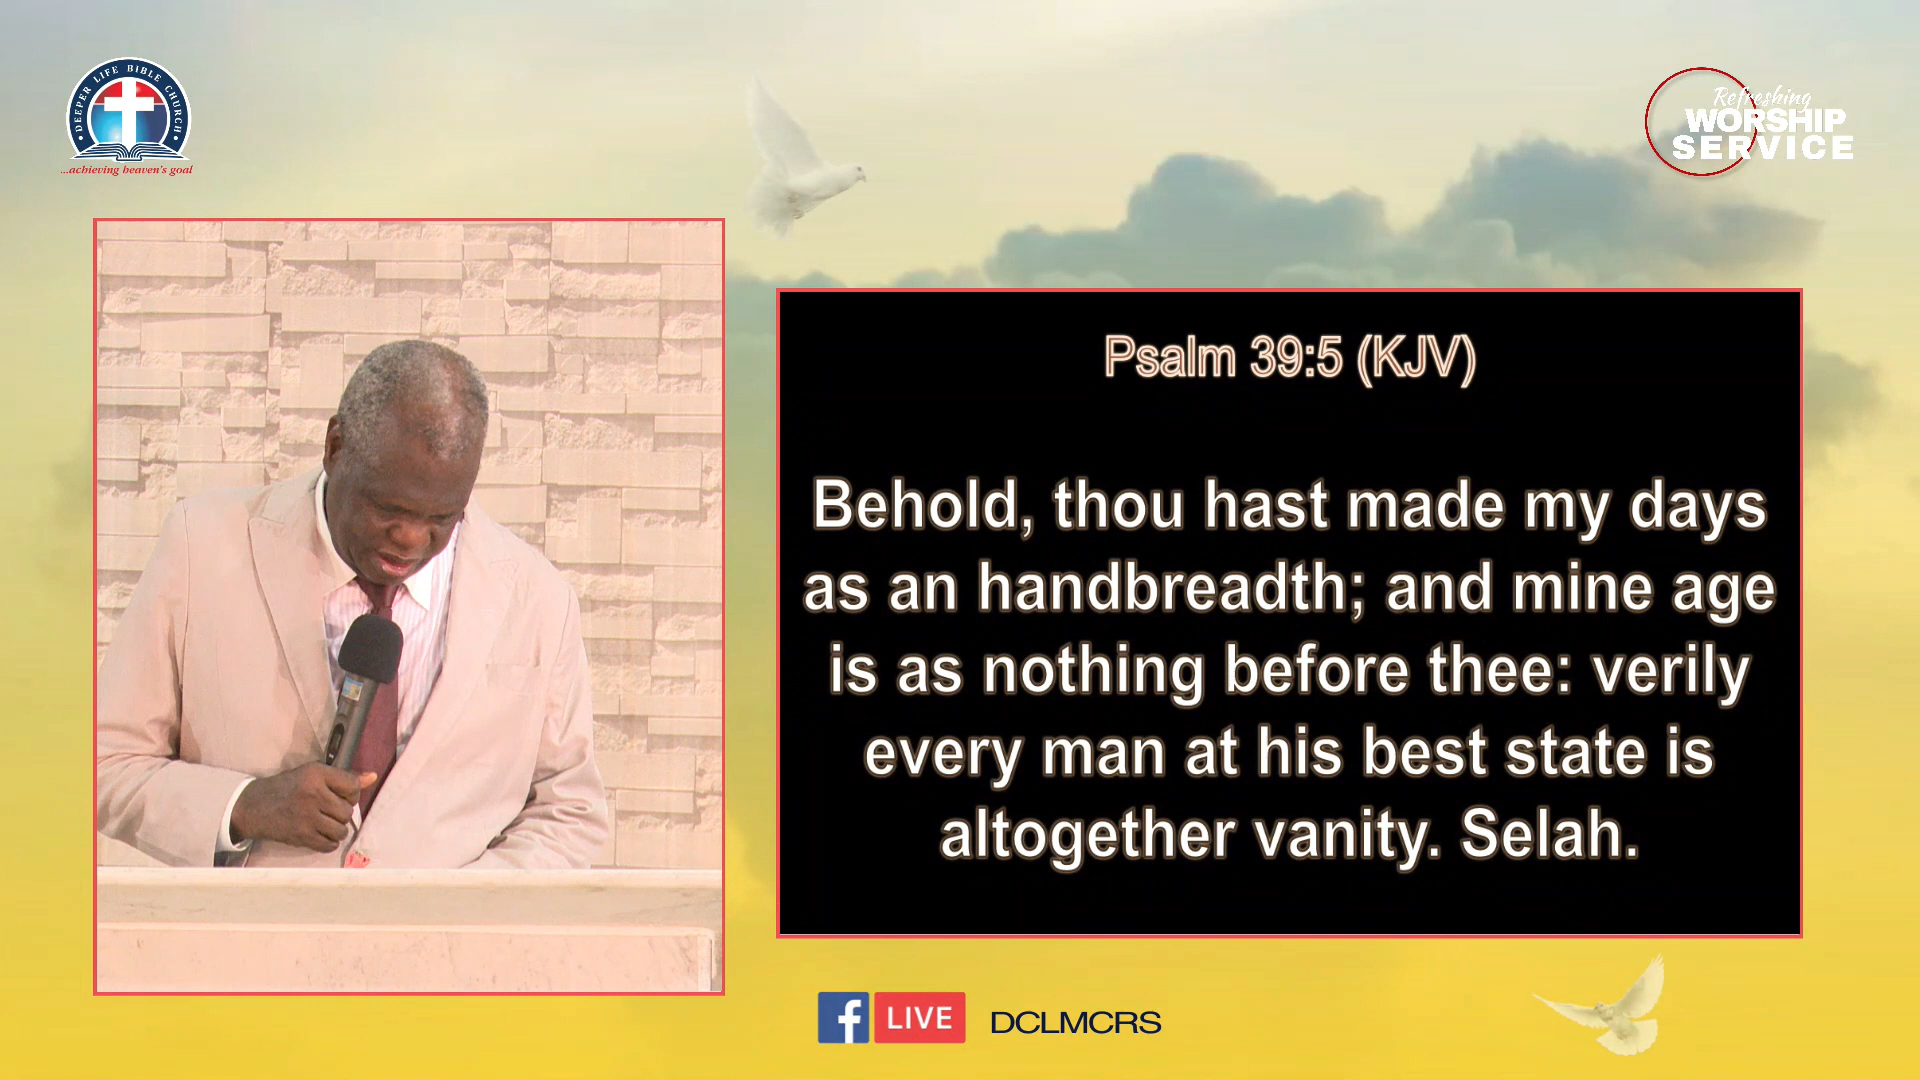 DEEPER LIFE BIBLE CHURCH
...achieving heaven's goal
Refreshing
WORSHIP
SERVICE
Psalm 39:5 (KJV)
Behold, thou hast made my days
as an handbreadth; and mine age
is as nothing before thee: verily
every man at his best state is
altogether vanity. Selah.
f LIVE DCLMCRS